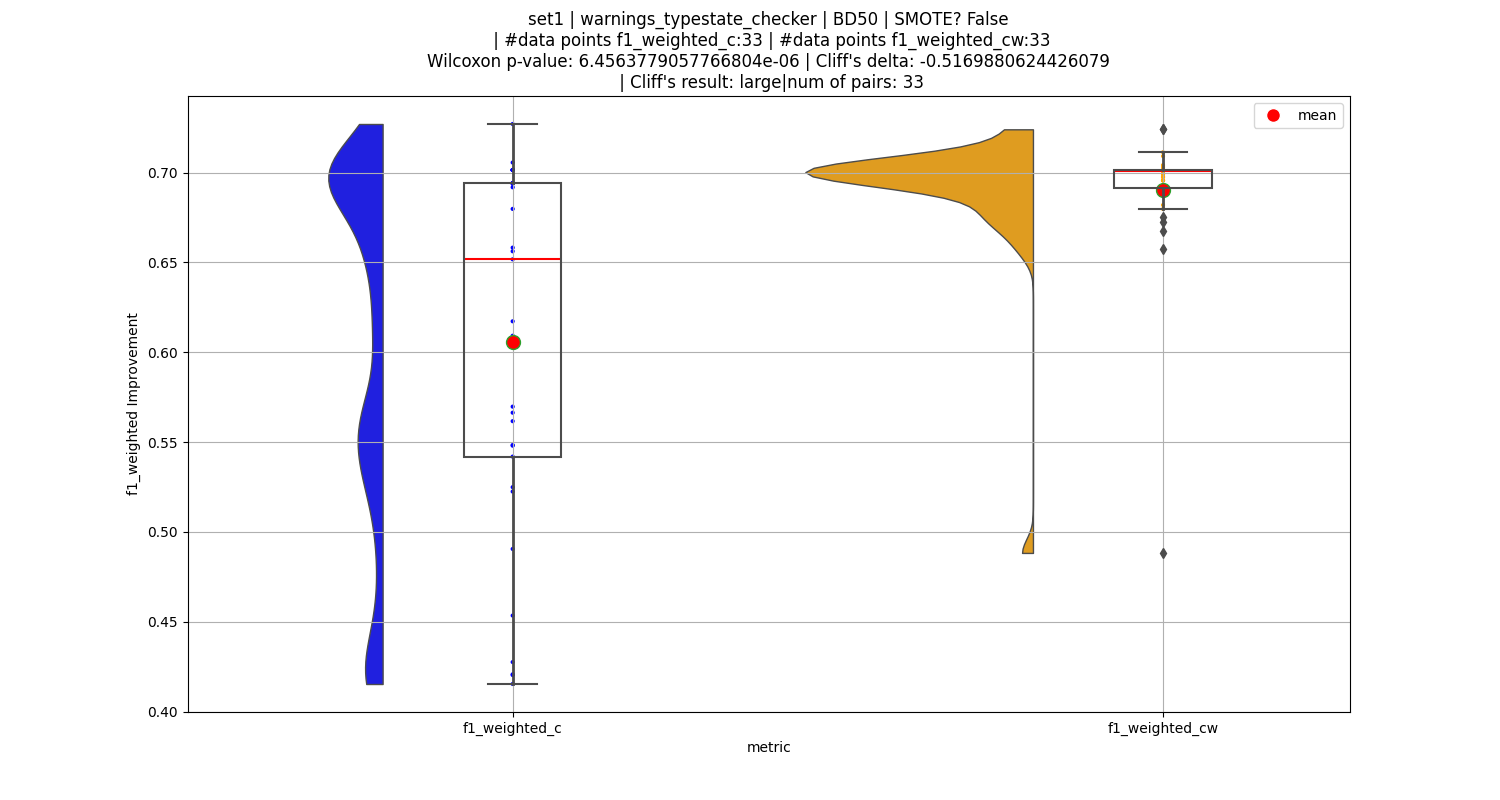 set1 | warnings_typestate_checker | BD50 | SMOTE? False
| #data points f1_weighted_c:33 | #data points f1_weighted_cw:33
Wilcoxon p-value: 6.4563779057766804e-06 | Cliff's delta: -0.5169880624426079
| Cliff's result: large|num of pairs: 33
mean
0.70
0.65
0.60
0.55
0.50
0.45
0.40
f1_weighted Improvement
f1_weighted_c
f1_weighted_cw
metric